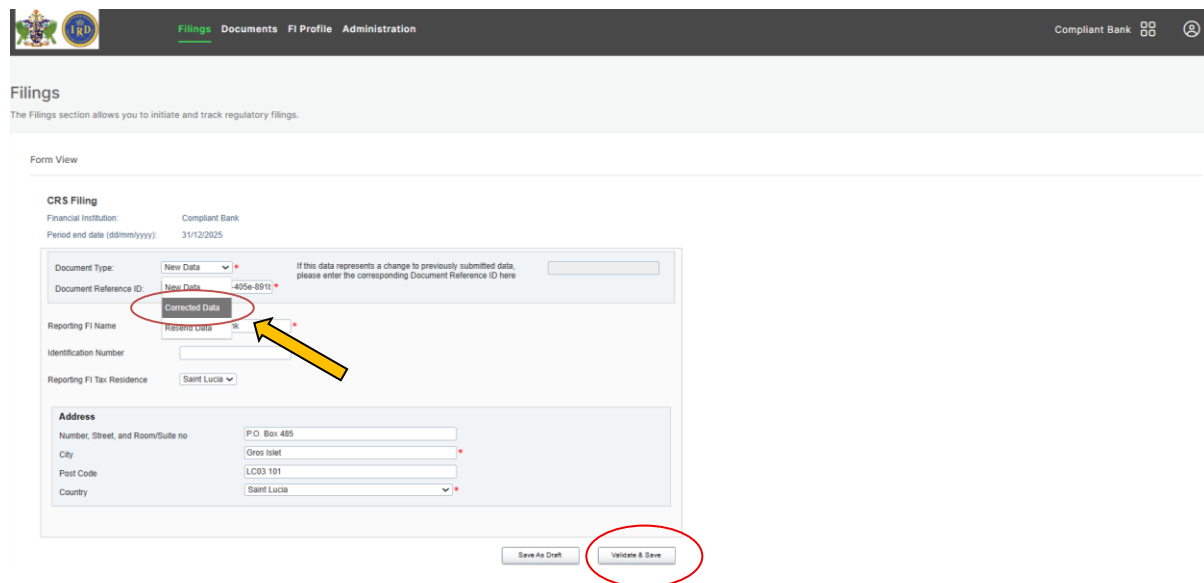 IRD
Filings Documents FI Profile Administration Compliant Bank
Filings
The Filings section allows you to initiate and track regulatory filings.
Form View
CRS Filing
Financial Institution: Compliant Bank
Period end date (dd/mm/yyyy): 31/12/2025
Document Type: New Data * If this data represents a change to previously submitted data,
please enter the corresponding Document Reference ID here
Document Reference ID: New Data -405e-891 *
Corrected Data
Reporting FI Name Resend Data nk *
Identification Number
Reporting FI Tax Residence Saint Lucia
Address
Number, Street, and Room/Suite no P.O. Box 485
City Gros Islet *
Post Code LC03 101
Country Saint Lucia *
Save As Draft Validate & Save